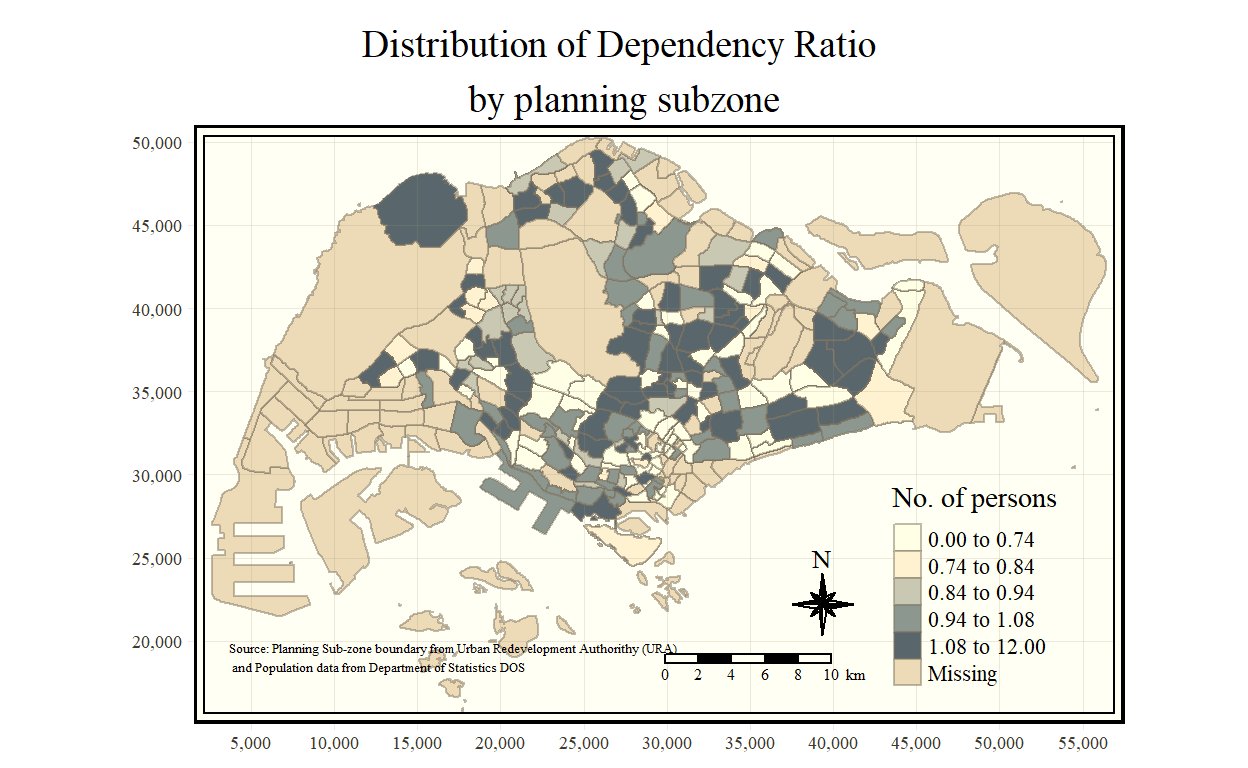 Distribution of Dependency Ratio
by planning subzone
50,000
45,000
40,000
35,000
30,000
25,000
20,000
No. of persons
0.00 to 0.74
0.74 to 0.84
0.84 to 0.94
0.94 to 1.08
1.08 to 12.00
Missing
N
Source: Planning Sub-zone boundary from Urban Redevelopment Authorithy (URA)
and Population data from Department of Statistics DOS
0 2 4 6 8 10 km
5,000 10,000 15,000 20,000 25,000 30,000 35,000 40,000 45,000 50,000 55,000